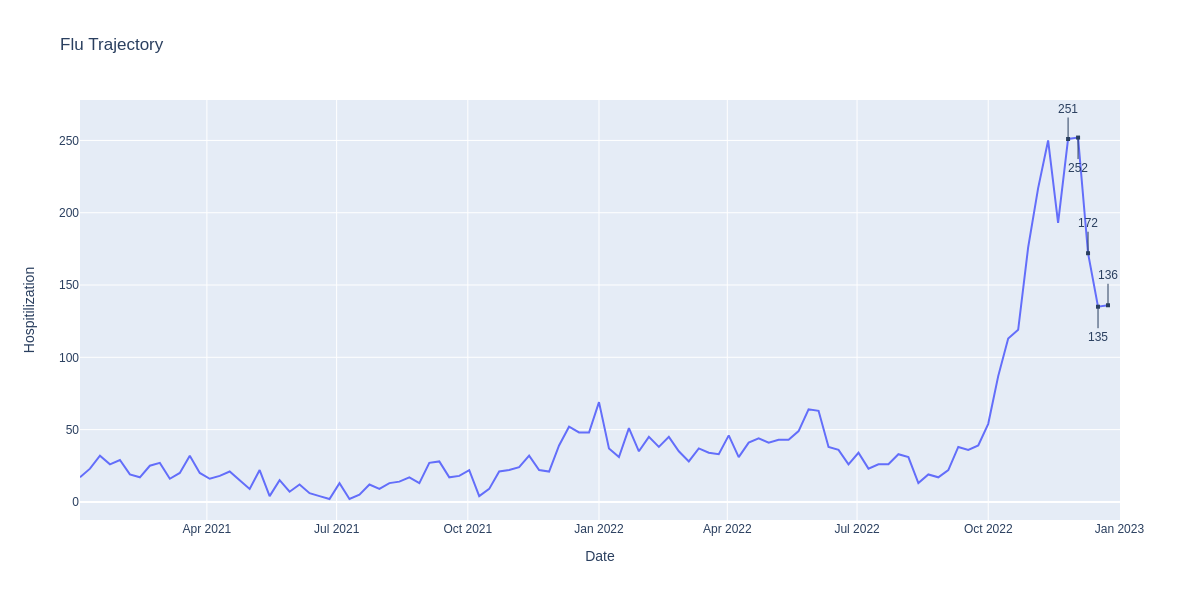 Flu Trajectory
251
252
172
136
135
250
200
150
100
50
0
Hospitilization
Apr 2021
Jul 2021
Oct 2021
Jan 2022
Apr 2022
Jul 2022
Oct 2022
Jan 2023
Date